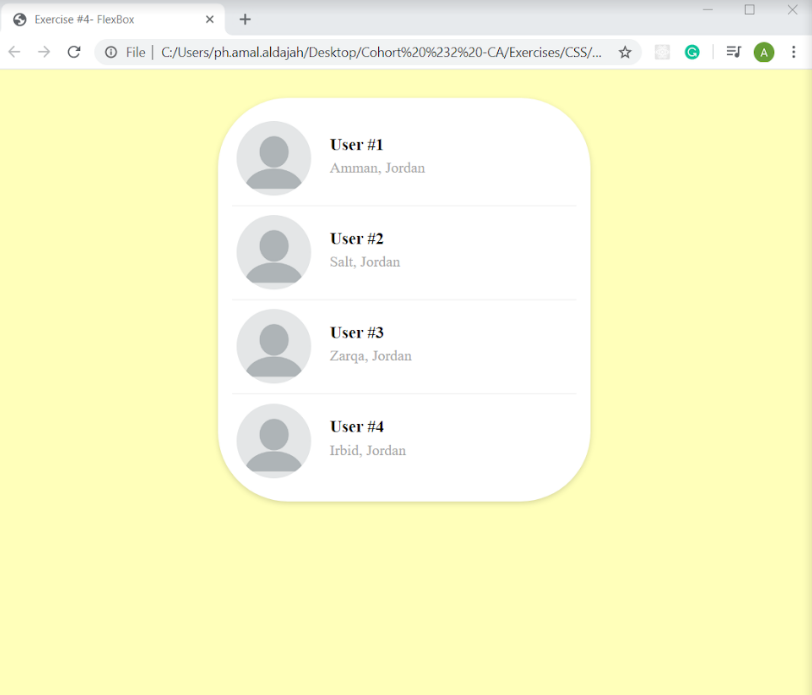 Exercise #4- FlexBox
File | C:/Users/ph.amal.aldajah/Desktop/Cohort%20%232%20-CA/Exercises/CSS/...
A
User #1
Amman, Jordan
User #2
Salt, Jordan
User #3
Zarqa, Jordan
User #4
Irbid, Jordan